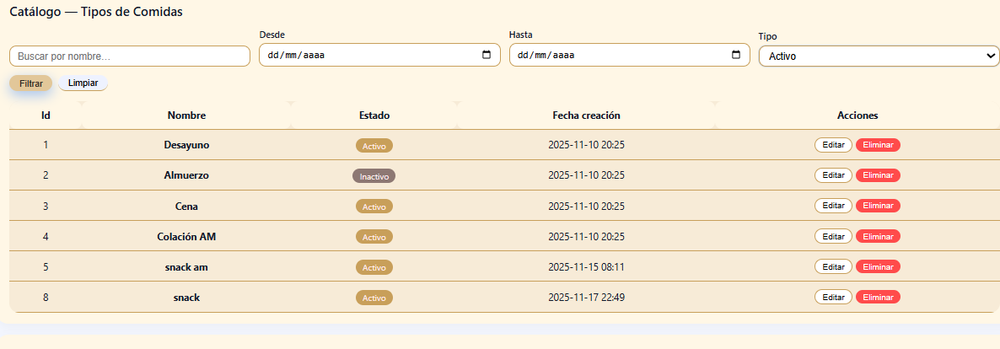 Catálogo — Tipos de Comidas
Desde Hasta Tipo
Buscar por nombre... dd/mm/aaaa dd/mm/aaaa Activo
Filtrar Limpiar
Id Nombre Estado Fecha creación Acciones
1 Desayuno Activo 2025-11-10 20:25 Editar Eliminar
2 Almuerzo Inactivo 2025-11-10 20:25 Editar Eliminar
3 Cena Activo 2025-11-10 20:25 Editar Eliminar
4 Colación AM Activo 2025-11-10 20:25 Editar Eliminar
5 snack am Activo 2025-11-15 08:11 Editar Eliminar
8 snack Activo 2025-11-17 22:49 Editar Eliminar